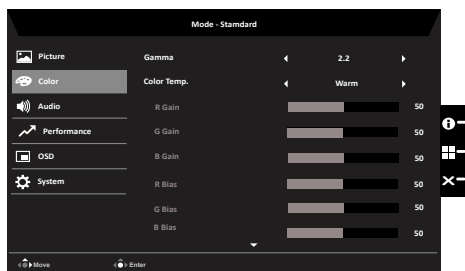 Mode - Stamdard
Picture
Gamma
2.2
Color
Color Temp.
Warm
Audio
R Gain
50
Performance
G Gain
50
OSD
B Gain
50
System
R Bias
50
G Bias
50
B Bias
50
Move
Enter